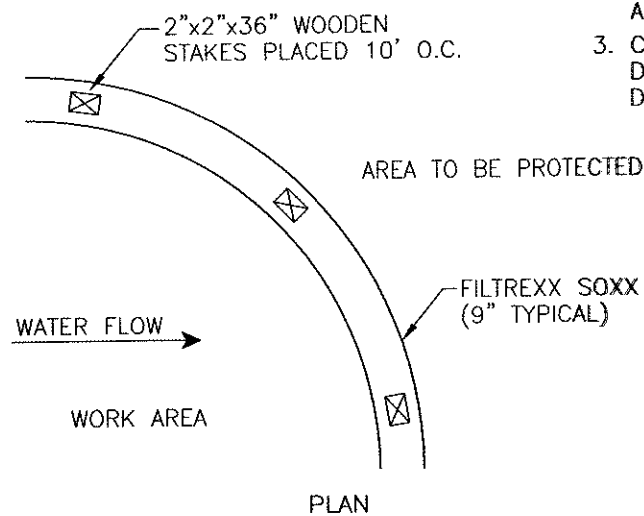 2"x2"x36" WOODEN
STAKES PLACED 10' O.C.
A
3. C
D
D
AREA TO BE PROTECTED
FILTREXX SOXX
(9" TYPICAL)
WATER FLOW
WORK AREA
PLAN